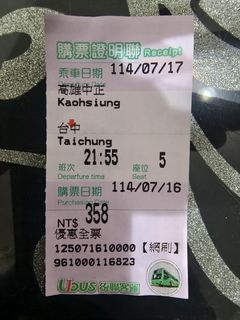 購票證明聯 Receipt
乘車日期 114/07/17
高雄中正
Kaohsiung
台中
Taichung
班次 21:55 座位 5
Departure time Seat
購票日期 114/07/16
Purchasing Date
NT$ 358
優惠全票
125071610000【網刷】
961000116823
Ubus 統聯客運